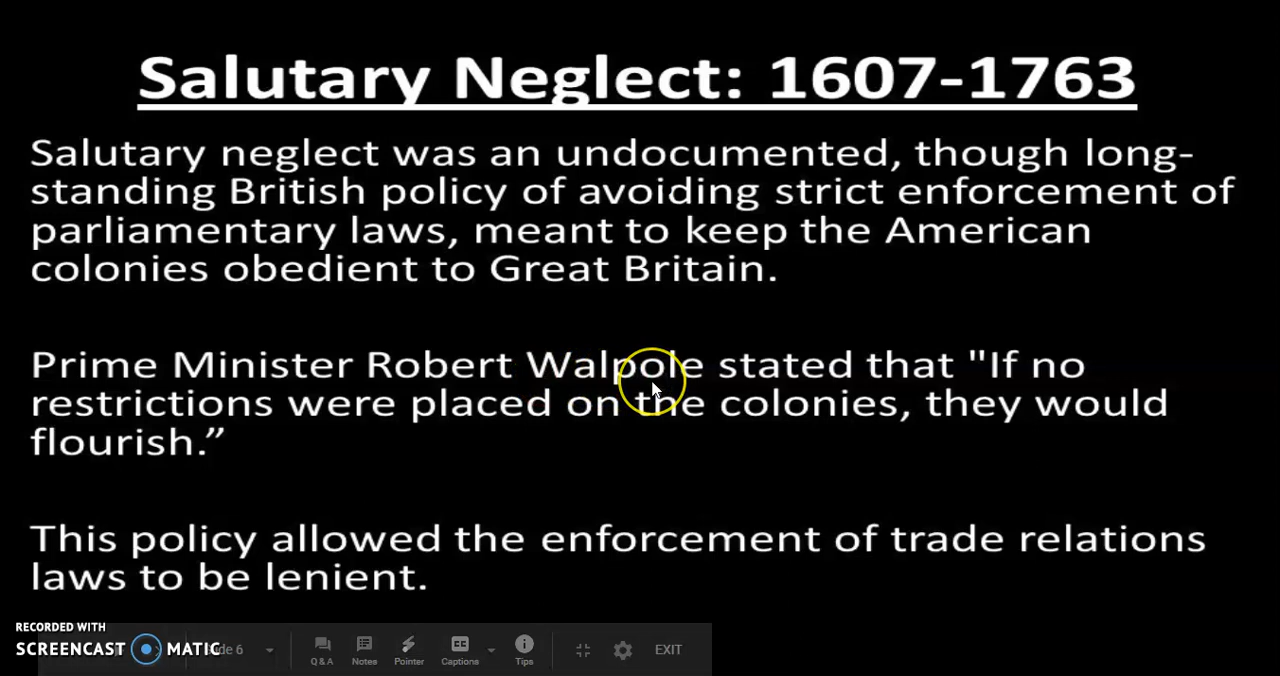 Salutary Neglect: 1607-1763
Salutary neglect was an undocumented, though long-
standing British policy of avoiding strict enforcement of
parliamentary laws, meant to keep the American
colonies obedient to Great Britain.
Prime Minister Robert Walpole stated that "If no
restrictions were placed on the colonies, they would
flourish.”
This policy allowed the enforcement of trade relations
laws to be lenient.
RECORDED WITH
SCREENCAST MATIC
6
Q & A
Notes
Pointer
CC
Captions
Tips
EXIT